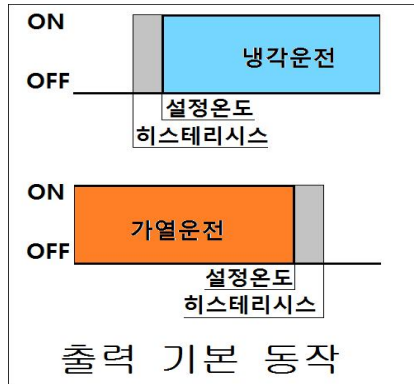 ON
냉각운전
OFF
설정온도
히스테리시스
ON
가열운전
OFF
설정온도
히스테리시스
출력 기본 동작